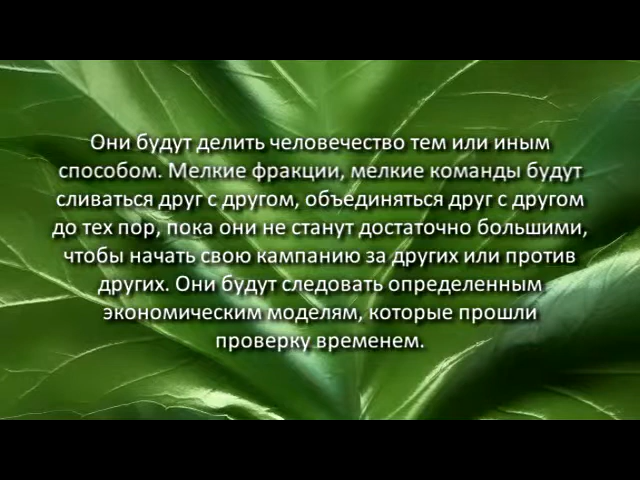 Они будут делить человечество тем или иным
способом. Мелкие фракции, мелкие команды будут
сливаться друг с другом, объединяться друг с другом
до тех пор, пока они не станут достаточно большими,
чтобы начать свою кампанию за других или против
других. Они будут следовать определенным
экономическим моделям, которые прошли
проверку временем.